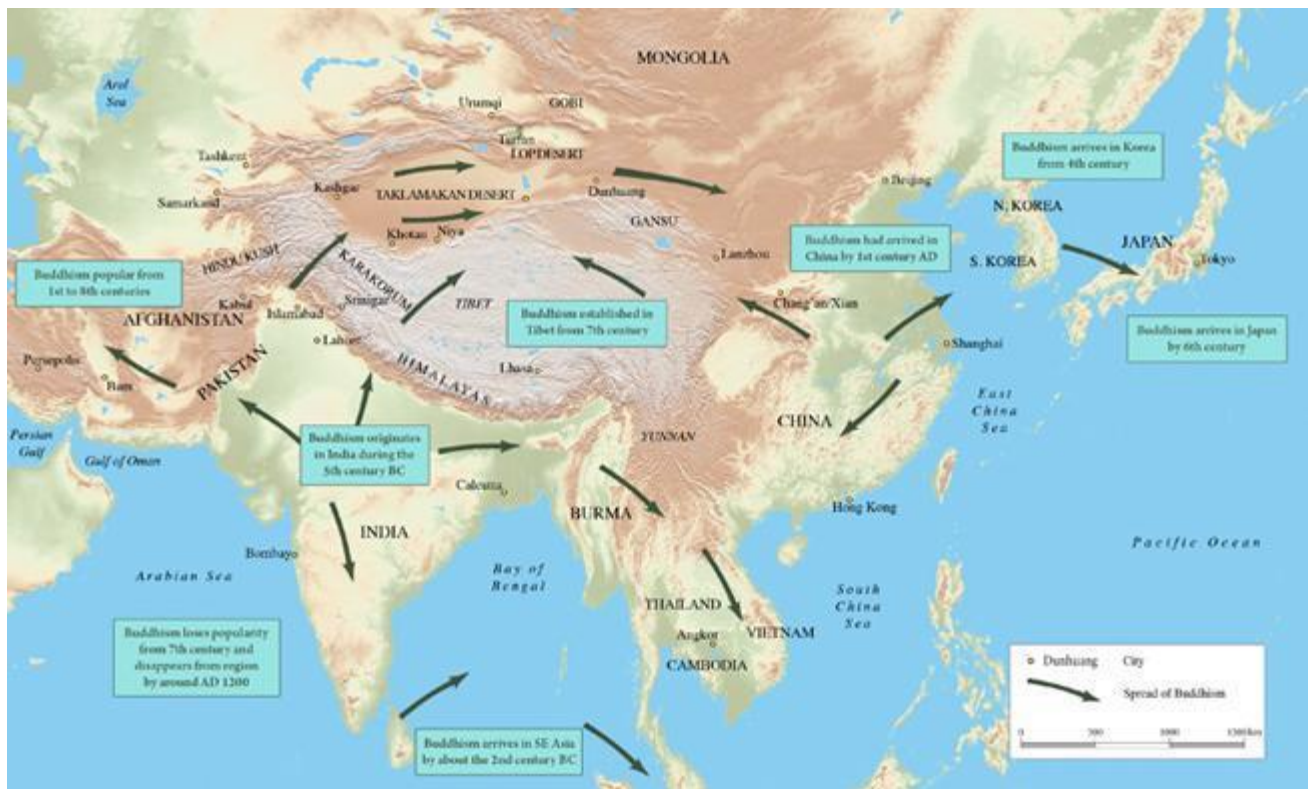 MONGOLIA
Aral
Sea
Urumqi
GOBI
Turfan
LOP DESERT
Tashkent
Kashgar
TAKLAMAKAN DESERT
Dunhuang
Samarkand
Khotan
Niya
GANSU
Beijing
Buddhism arrives in Korea
from 4th century
N. KOREA
S. KOREA
JAPAN
Tokyo
Buddhism had arrived in
China by 1st century AD
Lanzhou
HINDU KUSH
Buddhism popular from
1st to 8th centuries
KARAKORUM
Kabul
Srinigar
TIBET
Islamabad
AFGHANISTAN
Buddhism established in
Tibet from 7th century
Chang'an/Xian
Buddhism arrives in Japan
by 6th century
Shanghai
Lahore
Persepolis
Bam
PAKISTAN
HIMALAYAS
Lhasa
East
China
Sea
CHINA
YUNNAN
Persian
Gulf
Gulf of Oman
Buddhism originates
in India during the
5th century BC
Calcutta
BURMA
Hong Kong
INDIA
Bombayo
Arabian Sea
Bay of
Bengal
Pacific Ocean
South
China
Sea
THAILAND
Angkor
VIETNAM
CAMBODIA
Buddhism loses popularity
from 7th century and
disappears from region
by around AD 1200
Buddhism arrives in SE Asia
by about the 2nd century BC
Dunhuang City
Spread of Buddhism
0 500 1000 1500km